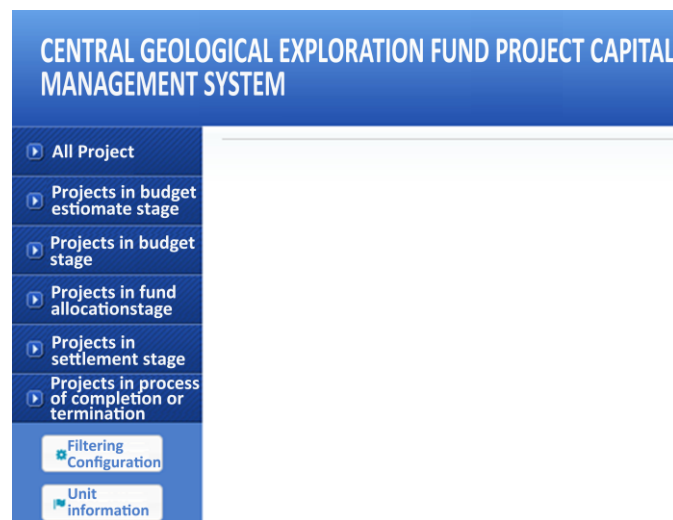 CENTRAL GEOLOGICAL EXPLORATION FUND PROJECT CAPITAL
MANAGEMENT SYSTEM
All Project
Projects in budget
estiomate stage
Projects in budget
stage
Projects in fund
allocationstage
Projects in
settlement stage
Projects in process
of completion or
termination
Filtering
Configuration
Unit
information